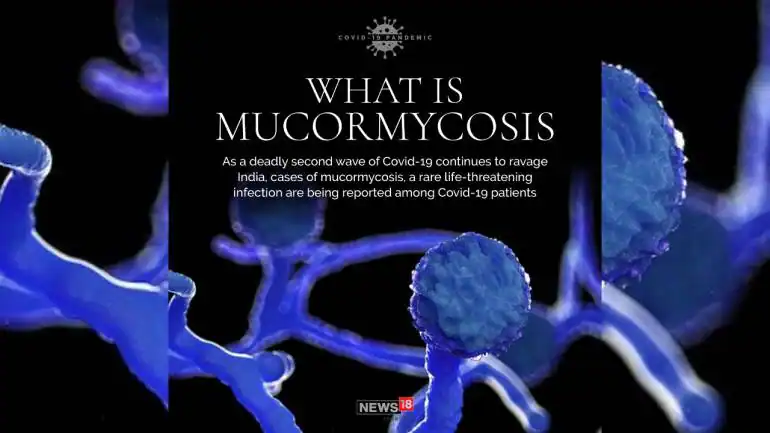 COVID-19 PANDEMIC
WHAT IS
MUCORMYCOSIS
As a deadly second wave of Covid-19 continues to ravage
India, cases of mucormycosis, a rare life-threatening
infection are being reported among Covid-19 patients
NEWS18